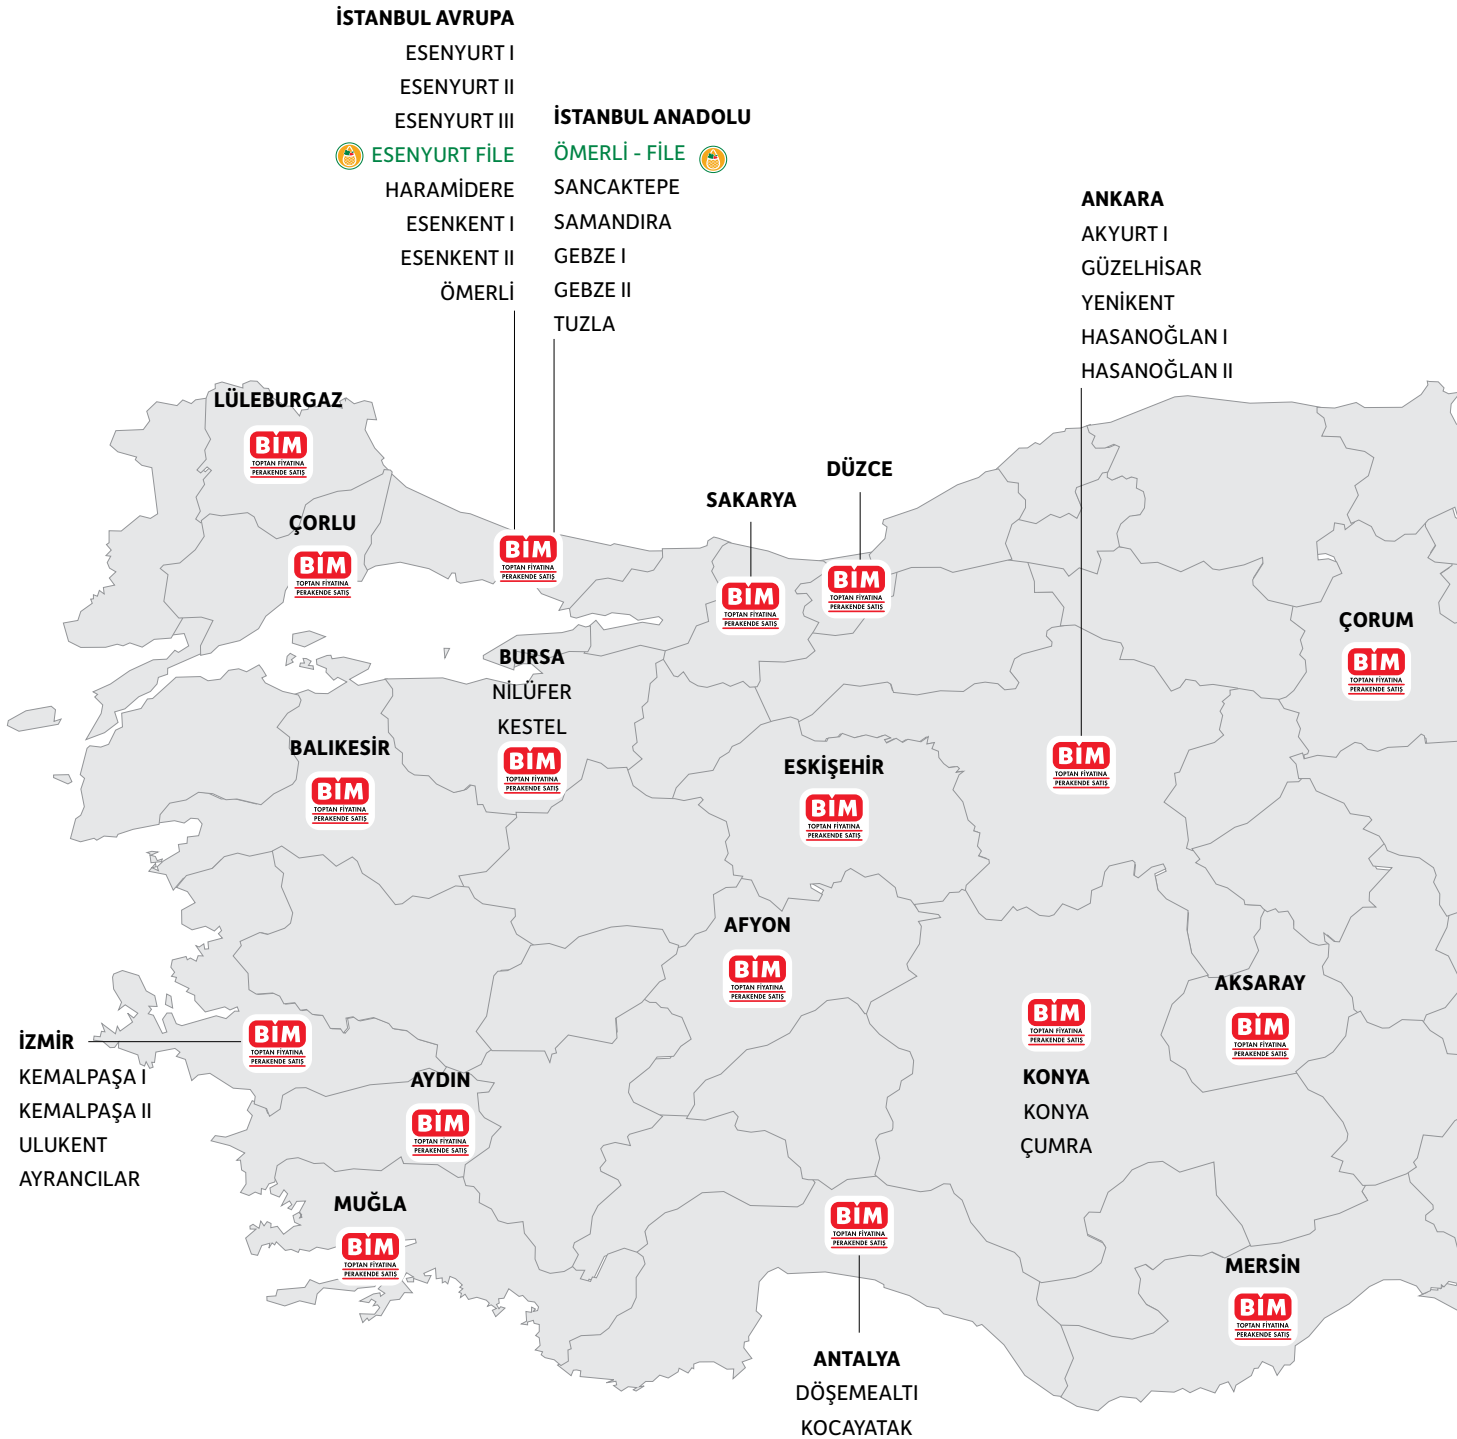 İSTANBUL AVRUPA
ESENYURT I
ESENYURT II
ESENYURT III
ESENYURT FİLE
HARAMİDERE
ESENKENT I
ESENKENT II
ÖMERLİ
İSTANBUL ANADOLU
ÖMERLİ - FİLE
SANCAKTEPE
SAMANDIRA
GEBZE I
GEBZE II
TUZLA
ANKARA
AKYURT I
GÜZELHİSAR
YENİKENT
HASANOĞLAN I
HASANOĞLAN II
LÜLEBURGAZ
BİM
TOPTAN FİYATINA
PERAKENDE SATIŞ
ÇORLU
BİM
TOPTAN FİYATINA
PERAKENDE SATIŞ
BİM
TOPTAN FİYATINA
PERAKENDE SATIŞ
SAKARYA
BİM
TOPTAN FİYATINA
PERAKENDE SATIŞ
DÜZCE
BİM
TOPTAN FİYATINA
PERAKENDE SATIŞ
ÇORUM
BİM
TOPTAN FİYATINA
PERAKENDE SATIŞ
BURSA
NİLÜFER
KESTEL
BİM
TOPTAN FİYATINA
PERAKENDE SATIŞ
BALIKESİR
BİM
TOPTAN FİYATINA
PERAKENDE SATIŞ
ESKİŞEHİR
BİM
TOPTAN FİYATINA
PERAKENDE SATIŞ
BİM
TOPTAN FİYATINA
PERAKENDE SATIŞ
AFYON
BİM
TOPTAN FİYATINA
PERAKENDE SATIŞ
AKSARAY
BİM
TOPTAN FİYATINA
PERAKENDE SATIŞ
BİM
TOPTAN FİYATINA
PERAKENDE SATIŞ
KONYA
KONYA
ÇUMRA
İZMİR
KEMALPAŞA I
KEMALPAŞA II
ULUKENT
AYRANCILAR
BİM
TOPTAN FİYATINA
PERAKENDE SATIŞ
AYDIN
BİM
TOPTAN FİYATINA
PERAKENDE SATIŞ
MUĞLA
BİM
TOPTAN FİYATINA
PERAKENDE SATIŞ
BİM
TOPTAN FİYATINA
PERAKENDE SATIŞ
ANTALYA
DÖŞEMEALTI
KOCAYATAK
MERSİN
BİM
TOPTAN FİYATINA
PERAKENDE SATIŞ